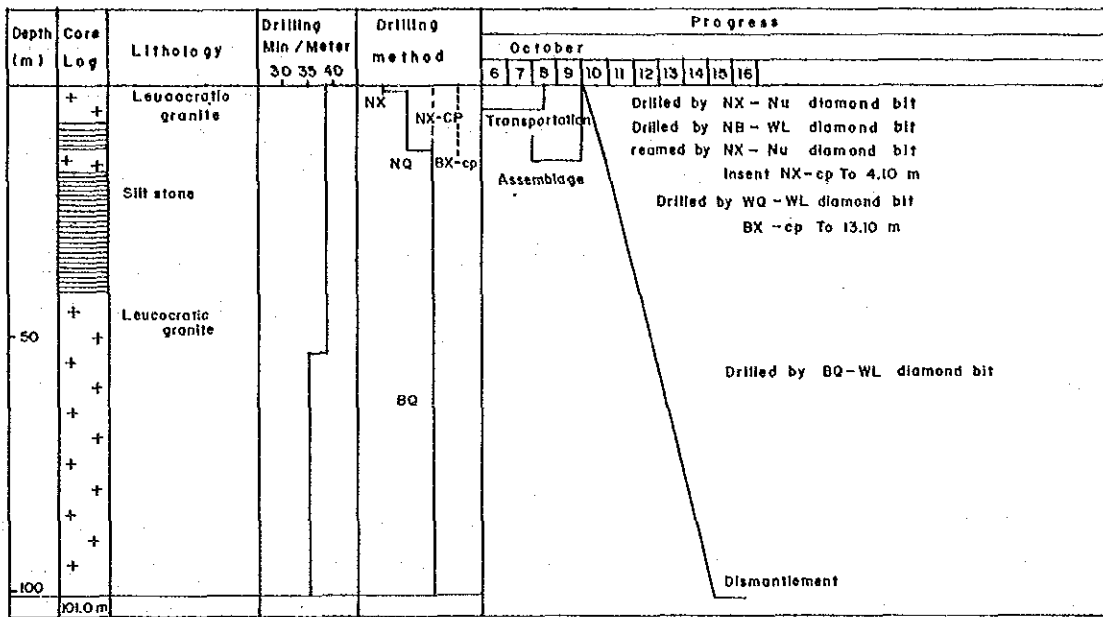 Progress
Depth
(m)
Core
Log
Lithology
Drilling
Min / Meter
30 35 40
Drilling
method
October
6 7 8 9 10 11 12 13 14 15 16
Leucocratic
granite
NX
NX-CP
NQ
BX-cp
Transportation
Assemblage
Drilled by NX-Nu diamond bit
Drilled by NB-WL diamond bit
reamed by NX-Nu diamond bit
Insent NX-cp To 4.10 m
Drilled by WQ-WL diamond bit
BX-cp To 13.10 m
Silt stone
Leucocratic
granite
50
BQ
Drilled by BQ-WL diamond bit
100
Dismantlement
101.0 m